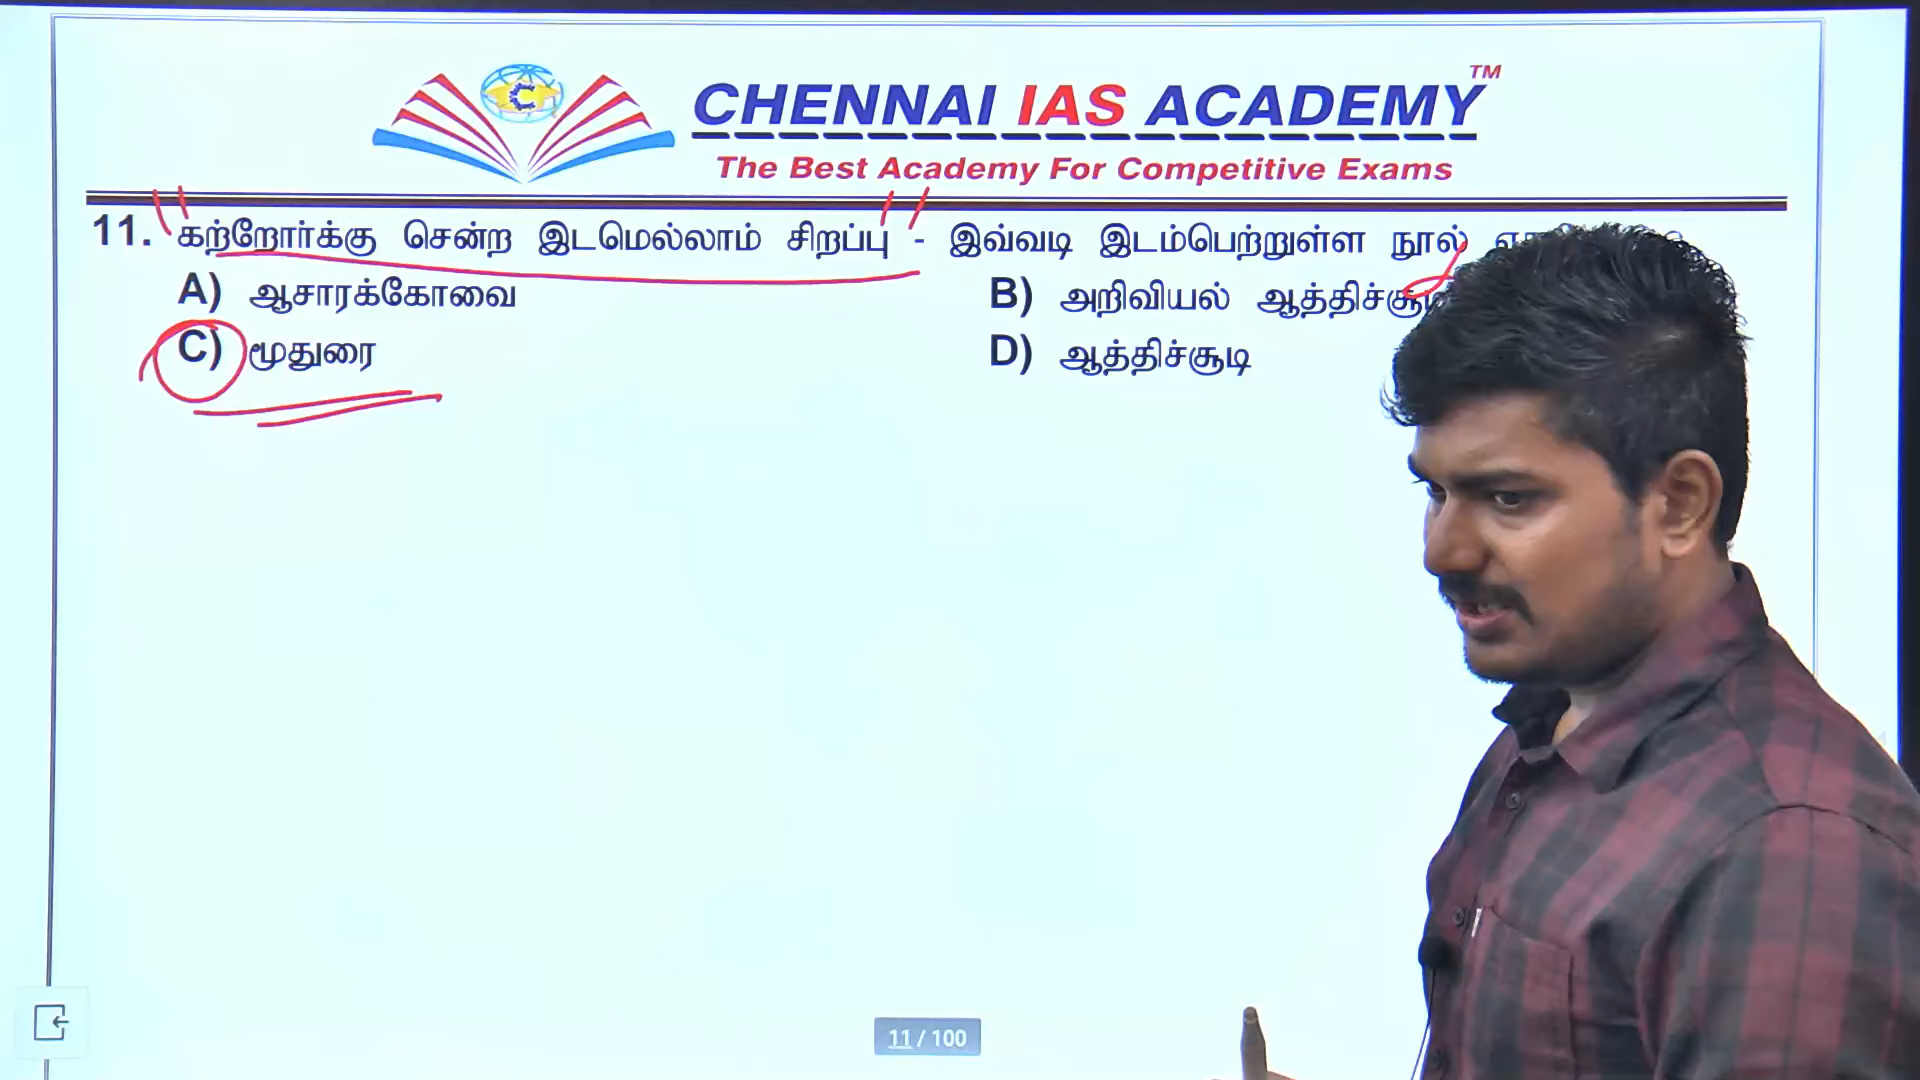 CHENNAI IAS ACADEMY TM
The Best Academy For Competitive Exams
11. கற்றோர்க்கு சென்ற இடமெல்லாம் சிறப்பு - இவ்வடி இடம்பெற்றுள்ள நூல்
A) ஆசாரக்கோவை
B) அறிவியல்
C) மூதுரை
D) ஆத்திச்சூடி
11 / 100